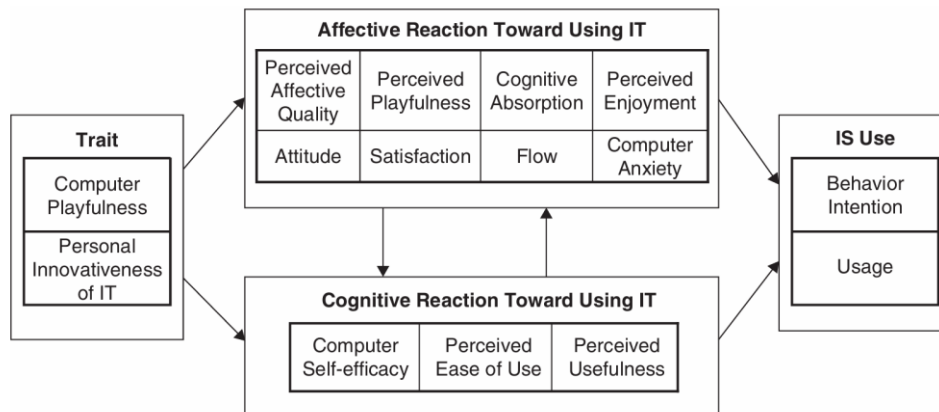 Affective Reaction Toward Using IT
Perceived
Affective
Quality
Perceived
Playfulness
Cognitive
Absorption
Perceived
Enjoyment
Attitude
Satisfaction
Flow
Computer
Anxiety
Trait
Computer
Playfulness
Personal
Innovativeness
of IT
IS Use
Behavior
Intention
Usage
Cognitive Reaction Toward Using IT
Computer
Self-efficacy
Perceived
Ease of Use
Perceived
Usefulness